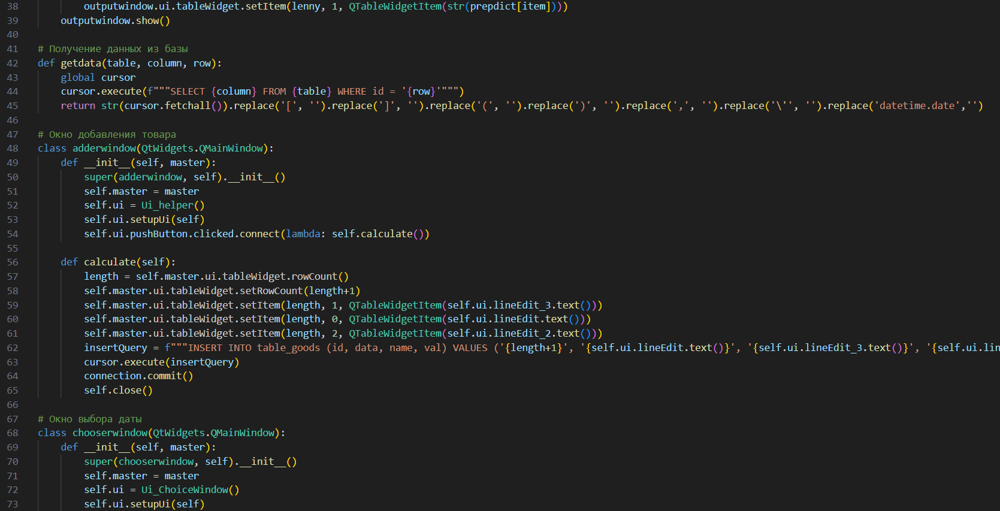 38 outputwindow.ui.tableWidget.setItem(lenny, 1, QTableWidgetItem(str(prepdict[item])))
39 outputwindow.show()
40
41 # Получение данных из базы
42 def getdata(table, column, row):
43 global cursor
44 cursor.execute(f"""SELECT {column} FROM {table} WHERE id = '{row}'""")
45 return str(cursor.fetchall()).replace('[', '').replace(']', '').replace('(', '').replace(')', '').replace(',', '').replace('\'', '').replace('datetime.date','')
46
47 # Окно добавления товара
48 class adderwindow(QtWidgets.QMainWindow):
49 def __init__(self, master):
50 super(adderwindow, self).__init__()
51 self.master = master
52 self.ui = Ui_helper()
53 self.ui.setupUi(self)
54 self.ui.pushButton.clicked.connect(lambda: self.calculate())
55
56 def calculate(self):
57 length = self.master.ui.tableWidget.rowCount()
58 self.master.ui.tableWidget.setRowCount(length+1)
59 self.master.ui.tableWidget.setItem(length, 1, QTableWidgetItem(self.ui.lineEdit_3.text()))
60 self.master.ui.tableWidget.setItem(length, 0, QTableWidgetItem(self.ui.lineEdit.text()))
61 self.master.ui.tableWidget.setItem(length, 2, QTableWidgetItem(self.ui.lineEdit_2.text()))
62 insertQuery = f"""INSERT INTO table_goods (id, data, name, val) VALUES ('{length+1}', '{self.ui.lineEdit.text()}', '{self.ui.lineEdit_3.text()}', '{self.ui.lin
63 cursor.execute(insertQuery)
64 connection.commit()
65 self.close()
66
67 # Окно выбора даты
68 class chooserwindow(QtWidgets.QMainWindow):
69 def __init__(self, master):
70 super(chooserwindow, self).__init__()
71 self.master = master
72 self.ui = Ui_ChoiceWindow()
73 self.ui.setupUi(self)